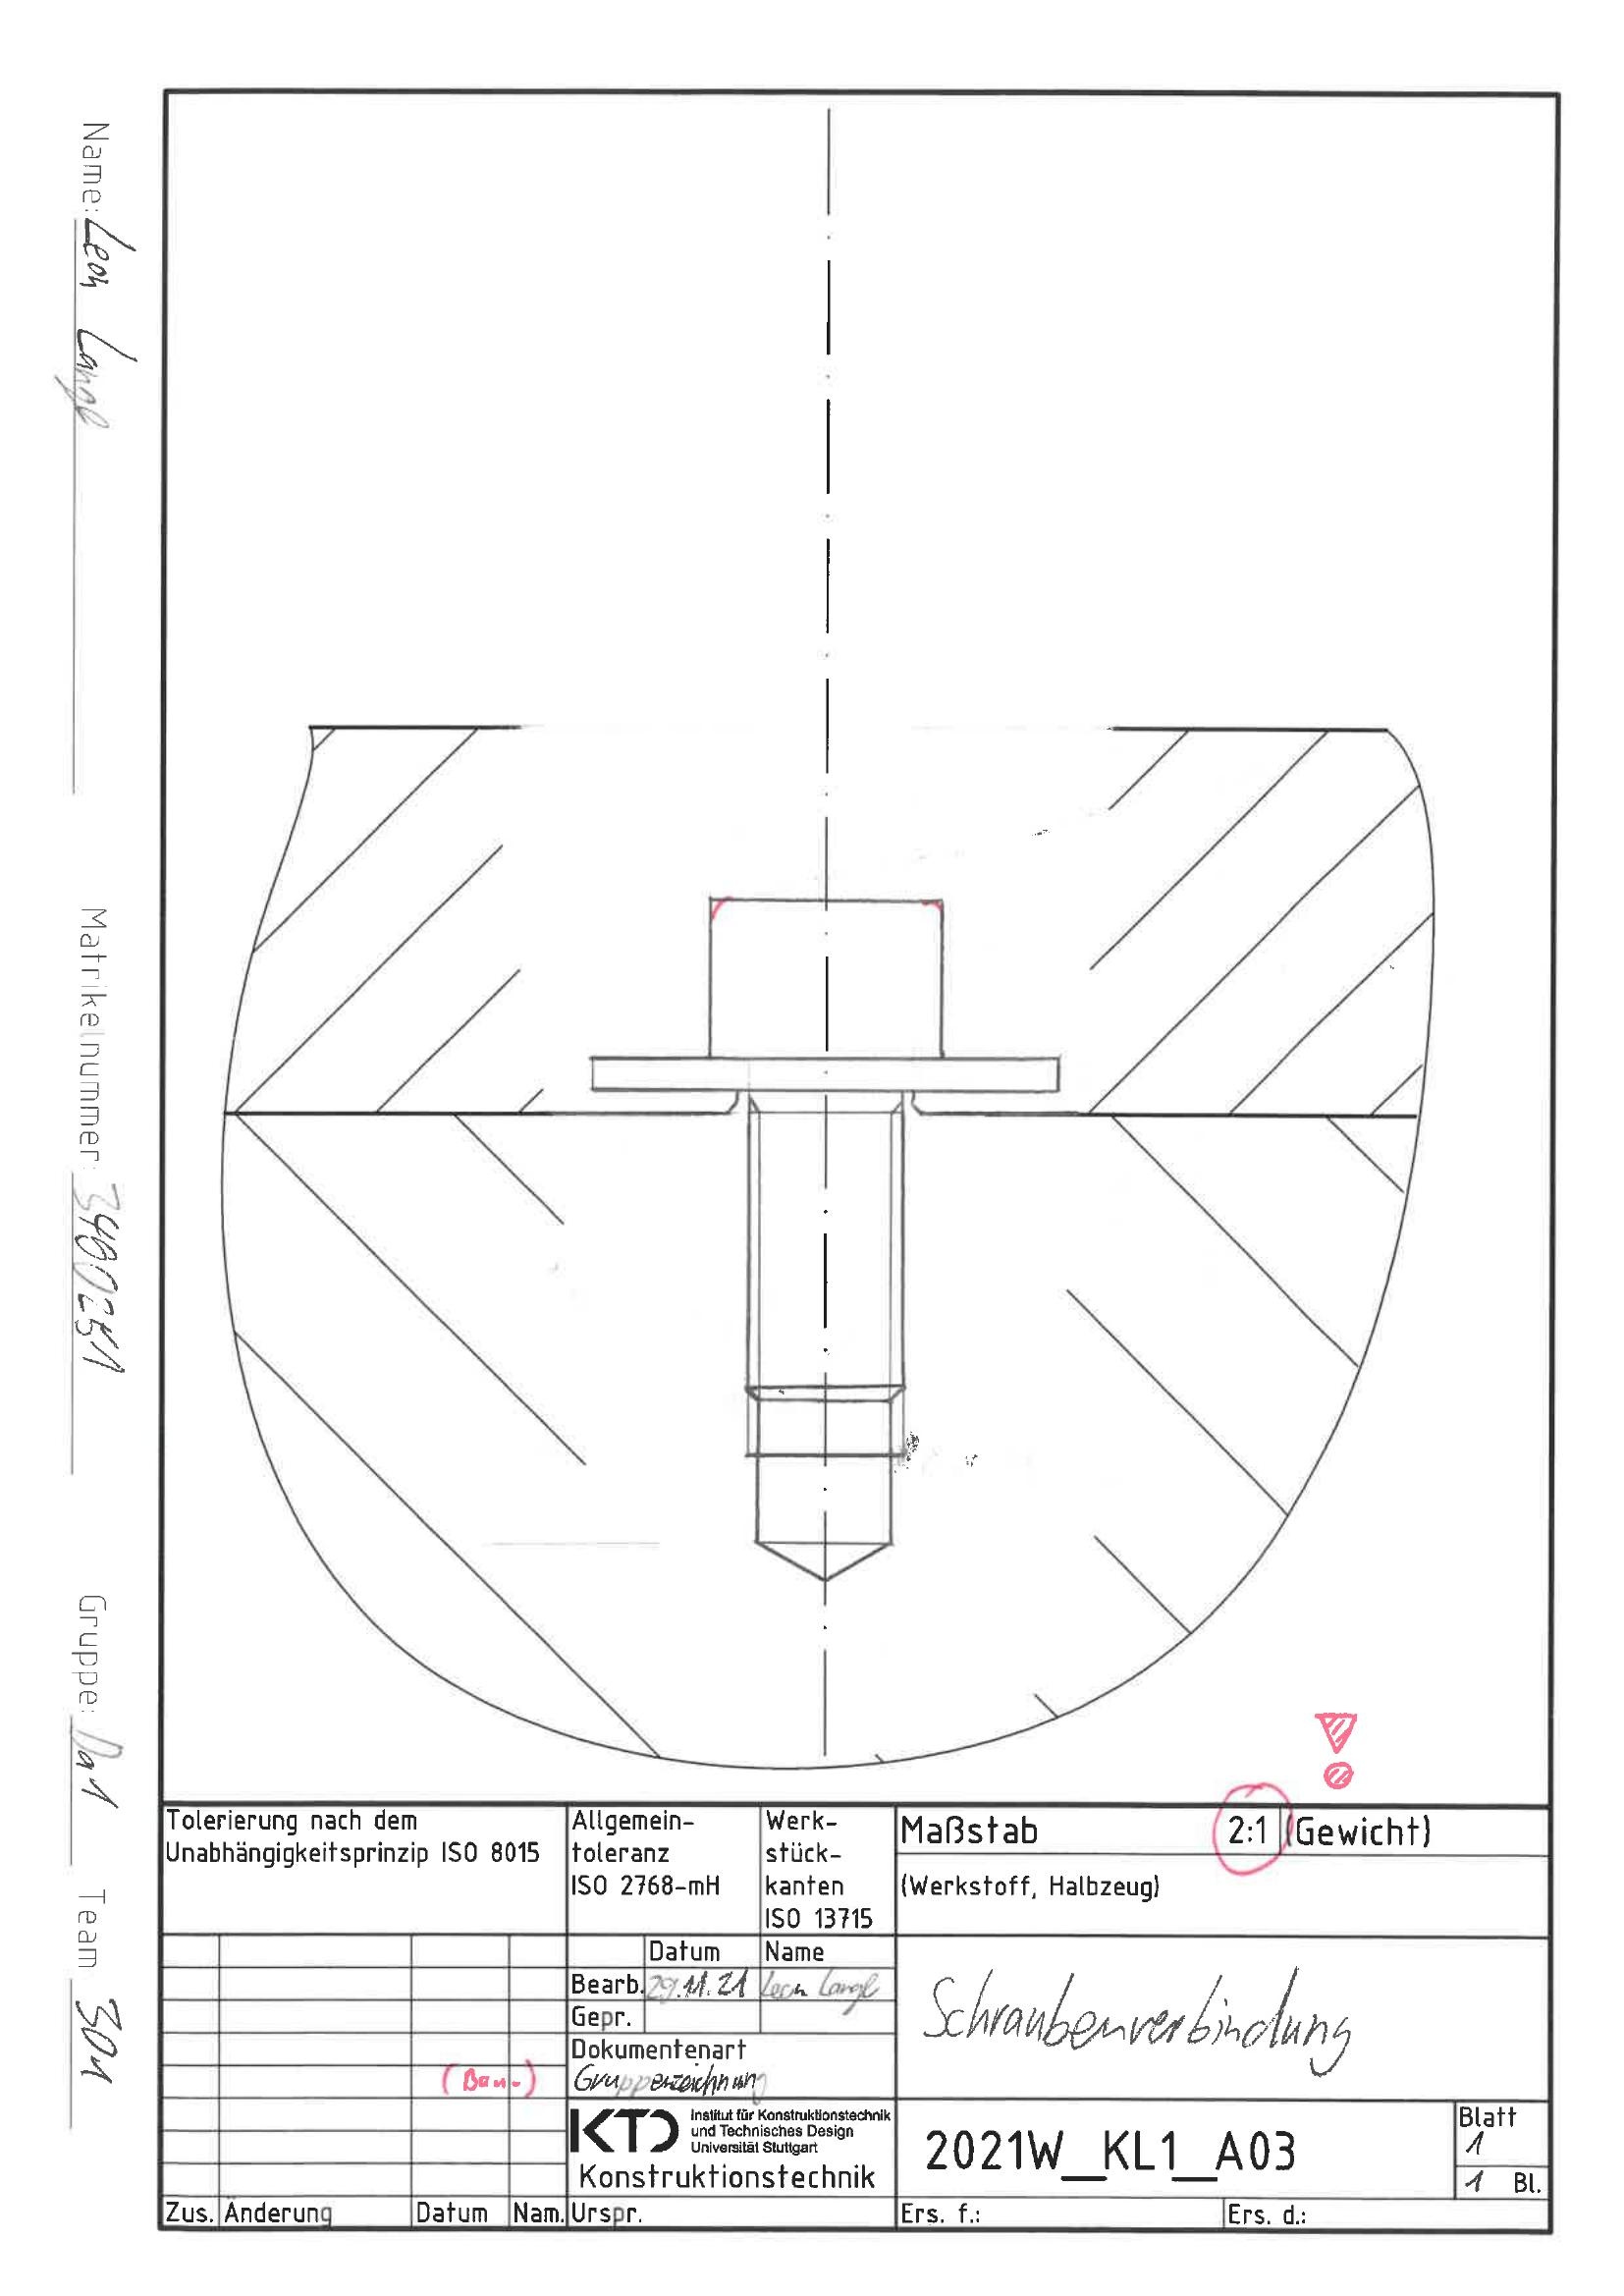 Name: Leon Lange
Matrikelnummer: 3490251
Gruppe: Da1
Team 301
Tolerierung nach dem
Unabhängigkeitsprinzip ISO 8015
Allgemein-
toleranz
ISO 2768-mH
Werk-
stück-
kanten
ISO 13715
Maßstab 2:1 (Gewicht)
(Werkstoff, Halbzeug)
Datum Name
Bearb. 29.11.21 Leon Lange
Gepr.
Dokumentenart
(Bau-) Gruppenzeichnung
Schraubenverbindung
KTD Institut für Konstruktionstechnik
und Technisches Design
Universität Stuttgart
Konstruktionstechnik
2021W_KL1_A03
Blatt
1
1 Bl.
Zus. Änderung Datum Nam. Urspr. Ers. f.: Ers. d.: